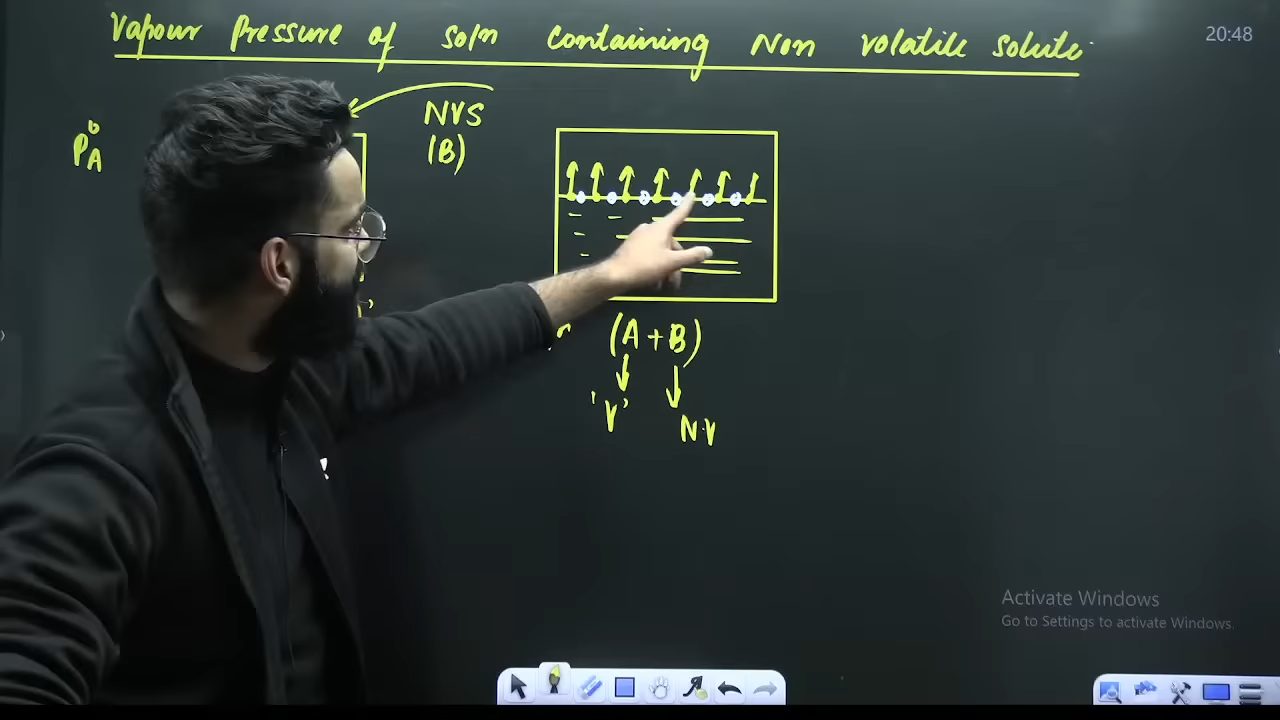 Vapour Pressure of soln containing Non volatile solute
20:48
P°A
NVS
(B)
(A + B)
'V'
N.V
Activate Windows
Go to Settings to activate Windows.